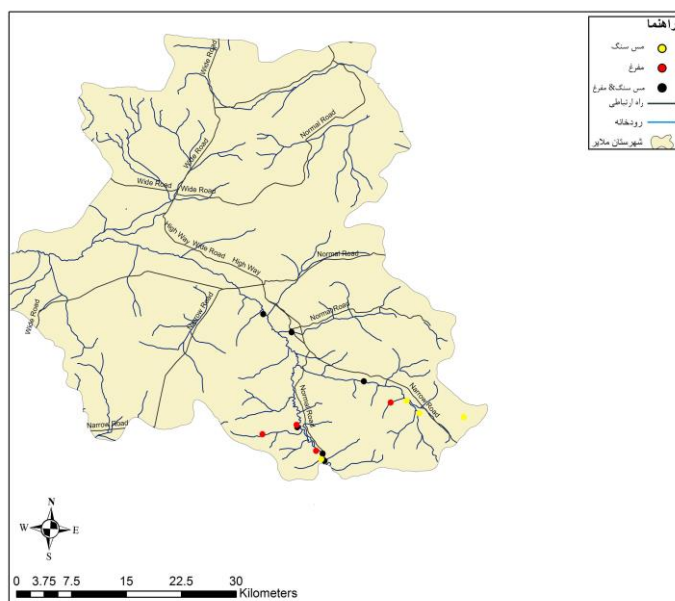 راهنما
مس سنگ
مفرغ
مس سنگ& مفرغ
راه ارتباطی
رودخانه
شهرستان ملایر
Wide Road
Normal Road
Wide Road
Wide Road
Wide Road
High Way
Wide Road
High Way
Normal Road
Wide Road
Narrow Road
Normal Road
Normal Road
Narrow Road
Narrow Road
N
W
E
S
0 3.75 7.5 15 22.5 30
Kilometers